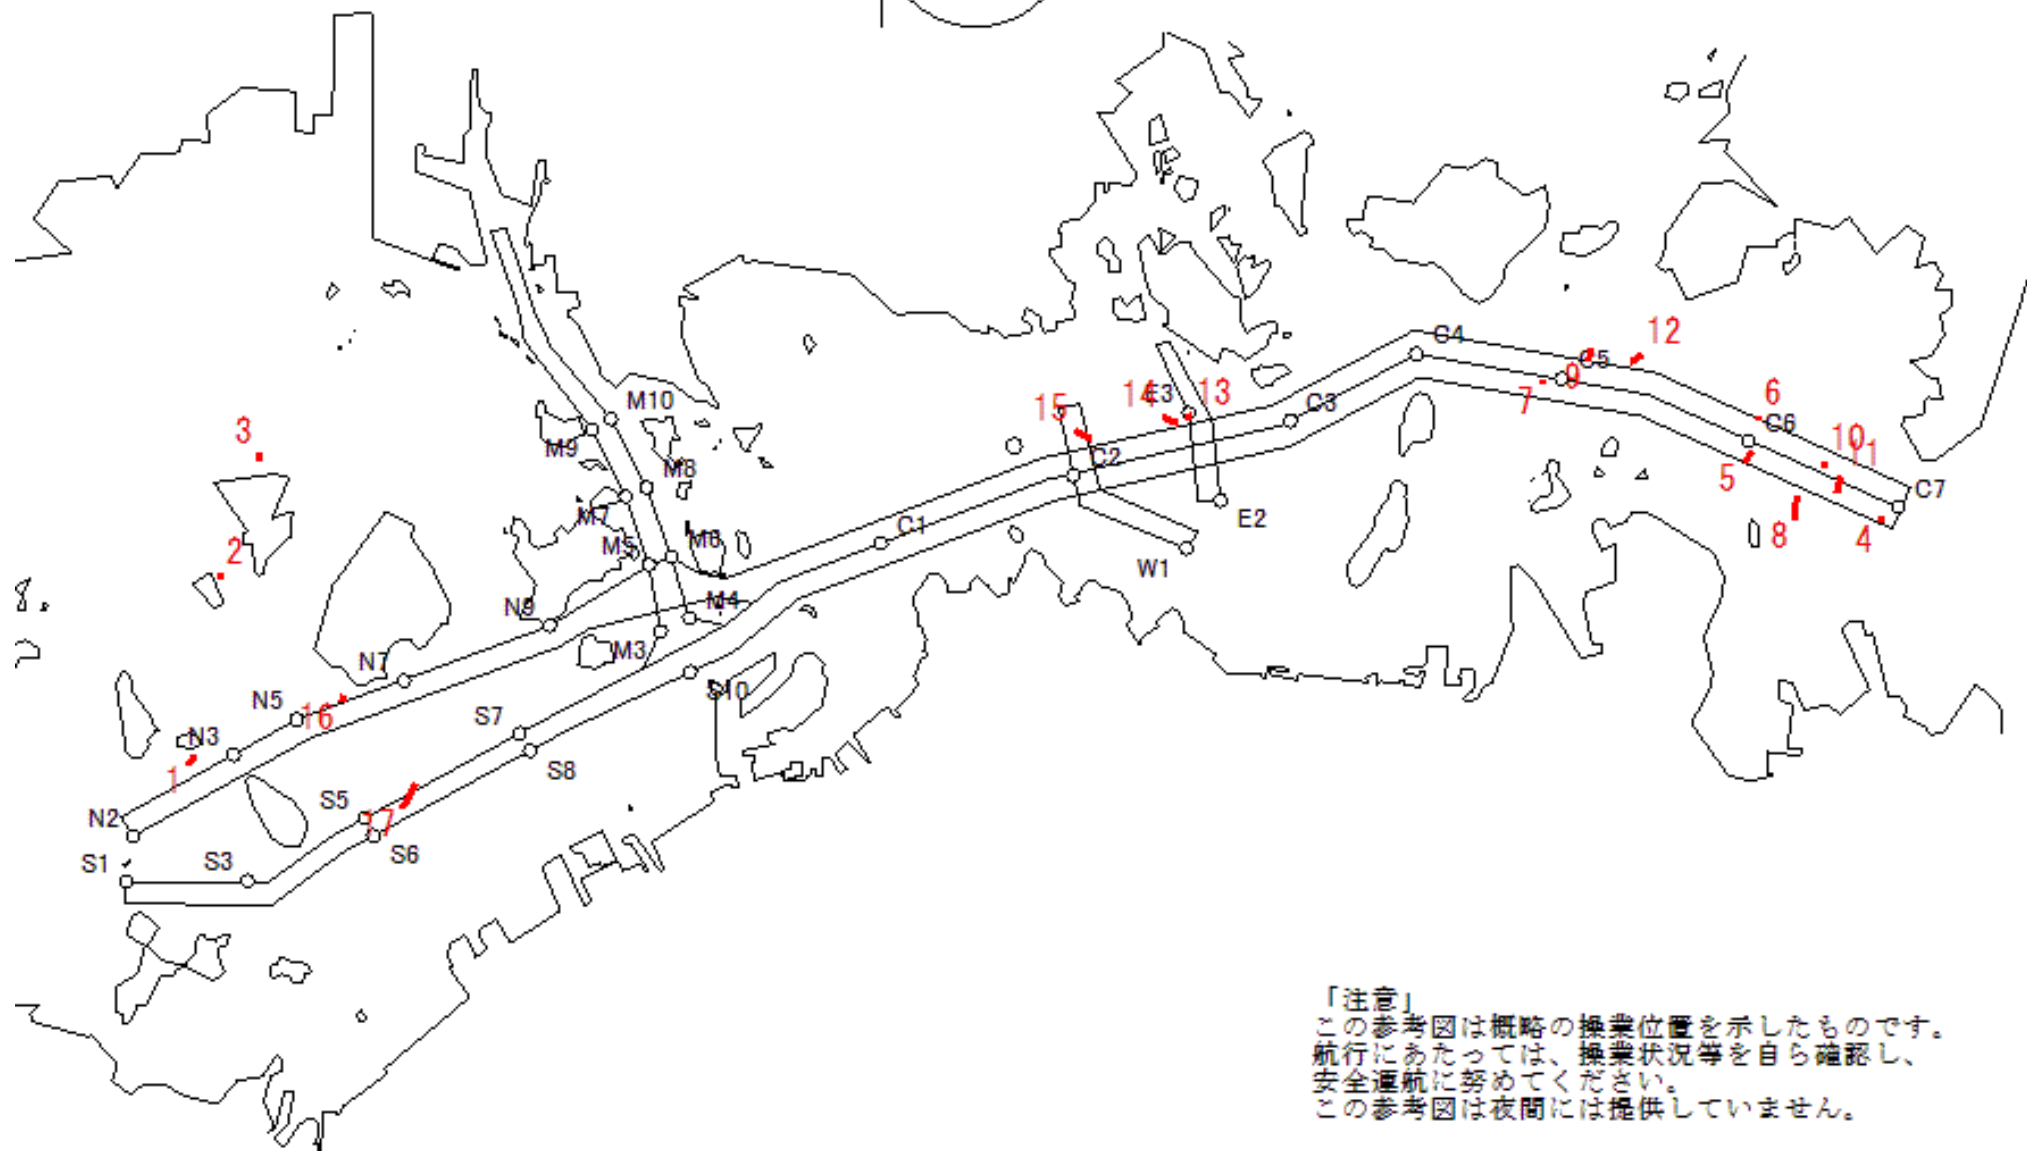 C4
12
C5
9
7
6
M10
15
14
E3
13
C3
C6
3
M9
C2
10
11
M8
5
C7
M7
C1
E2
8
4
2
M5
M6
W1
N9
M4
M3
N7
S10
N5
16
S7
N3
1
S8
S5
N2
17
S6
S1
S3
「注意」
この参考図は概略の操業位置を示したものです。
航行にあたっては、操業状況等を自ら確認し、
安全運航に努めてください。
この参考図は夜間には提供していません。